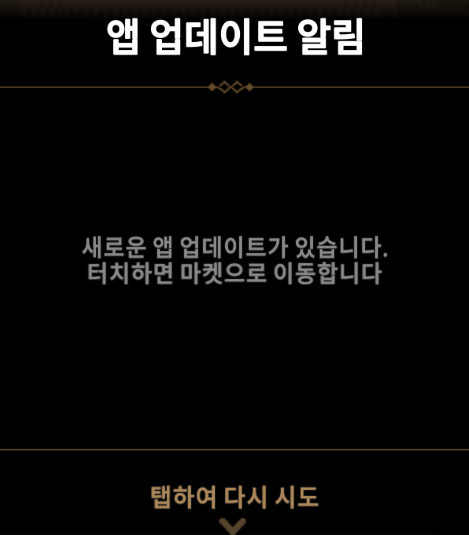 앱 업데이트 알림
새로운 앱 업데이트가 있습니다.
터치하면 마켓으로 이동합니다
탭하여 다시 시도